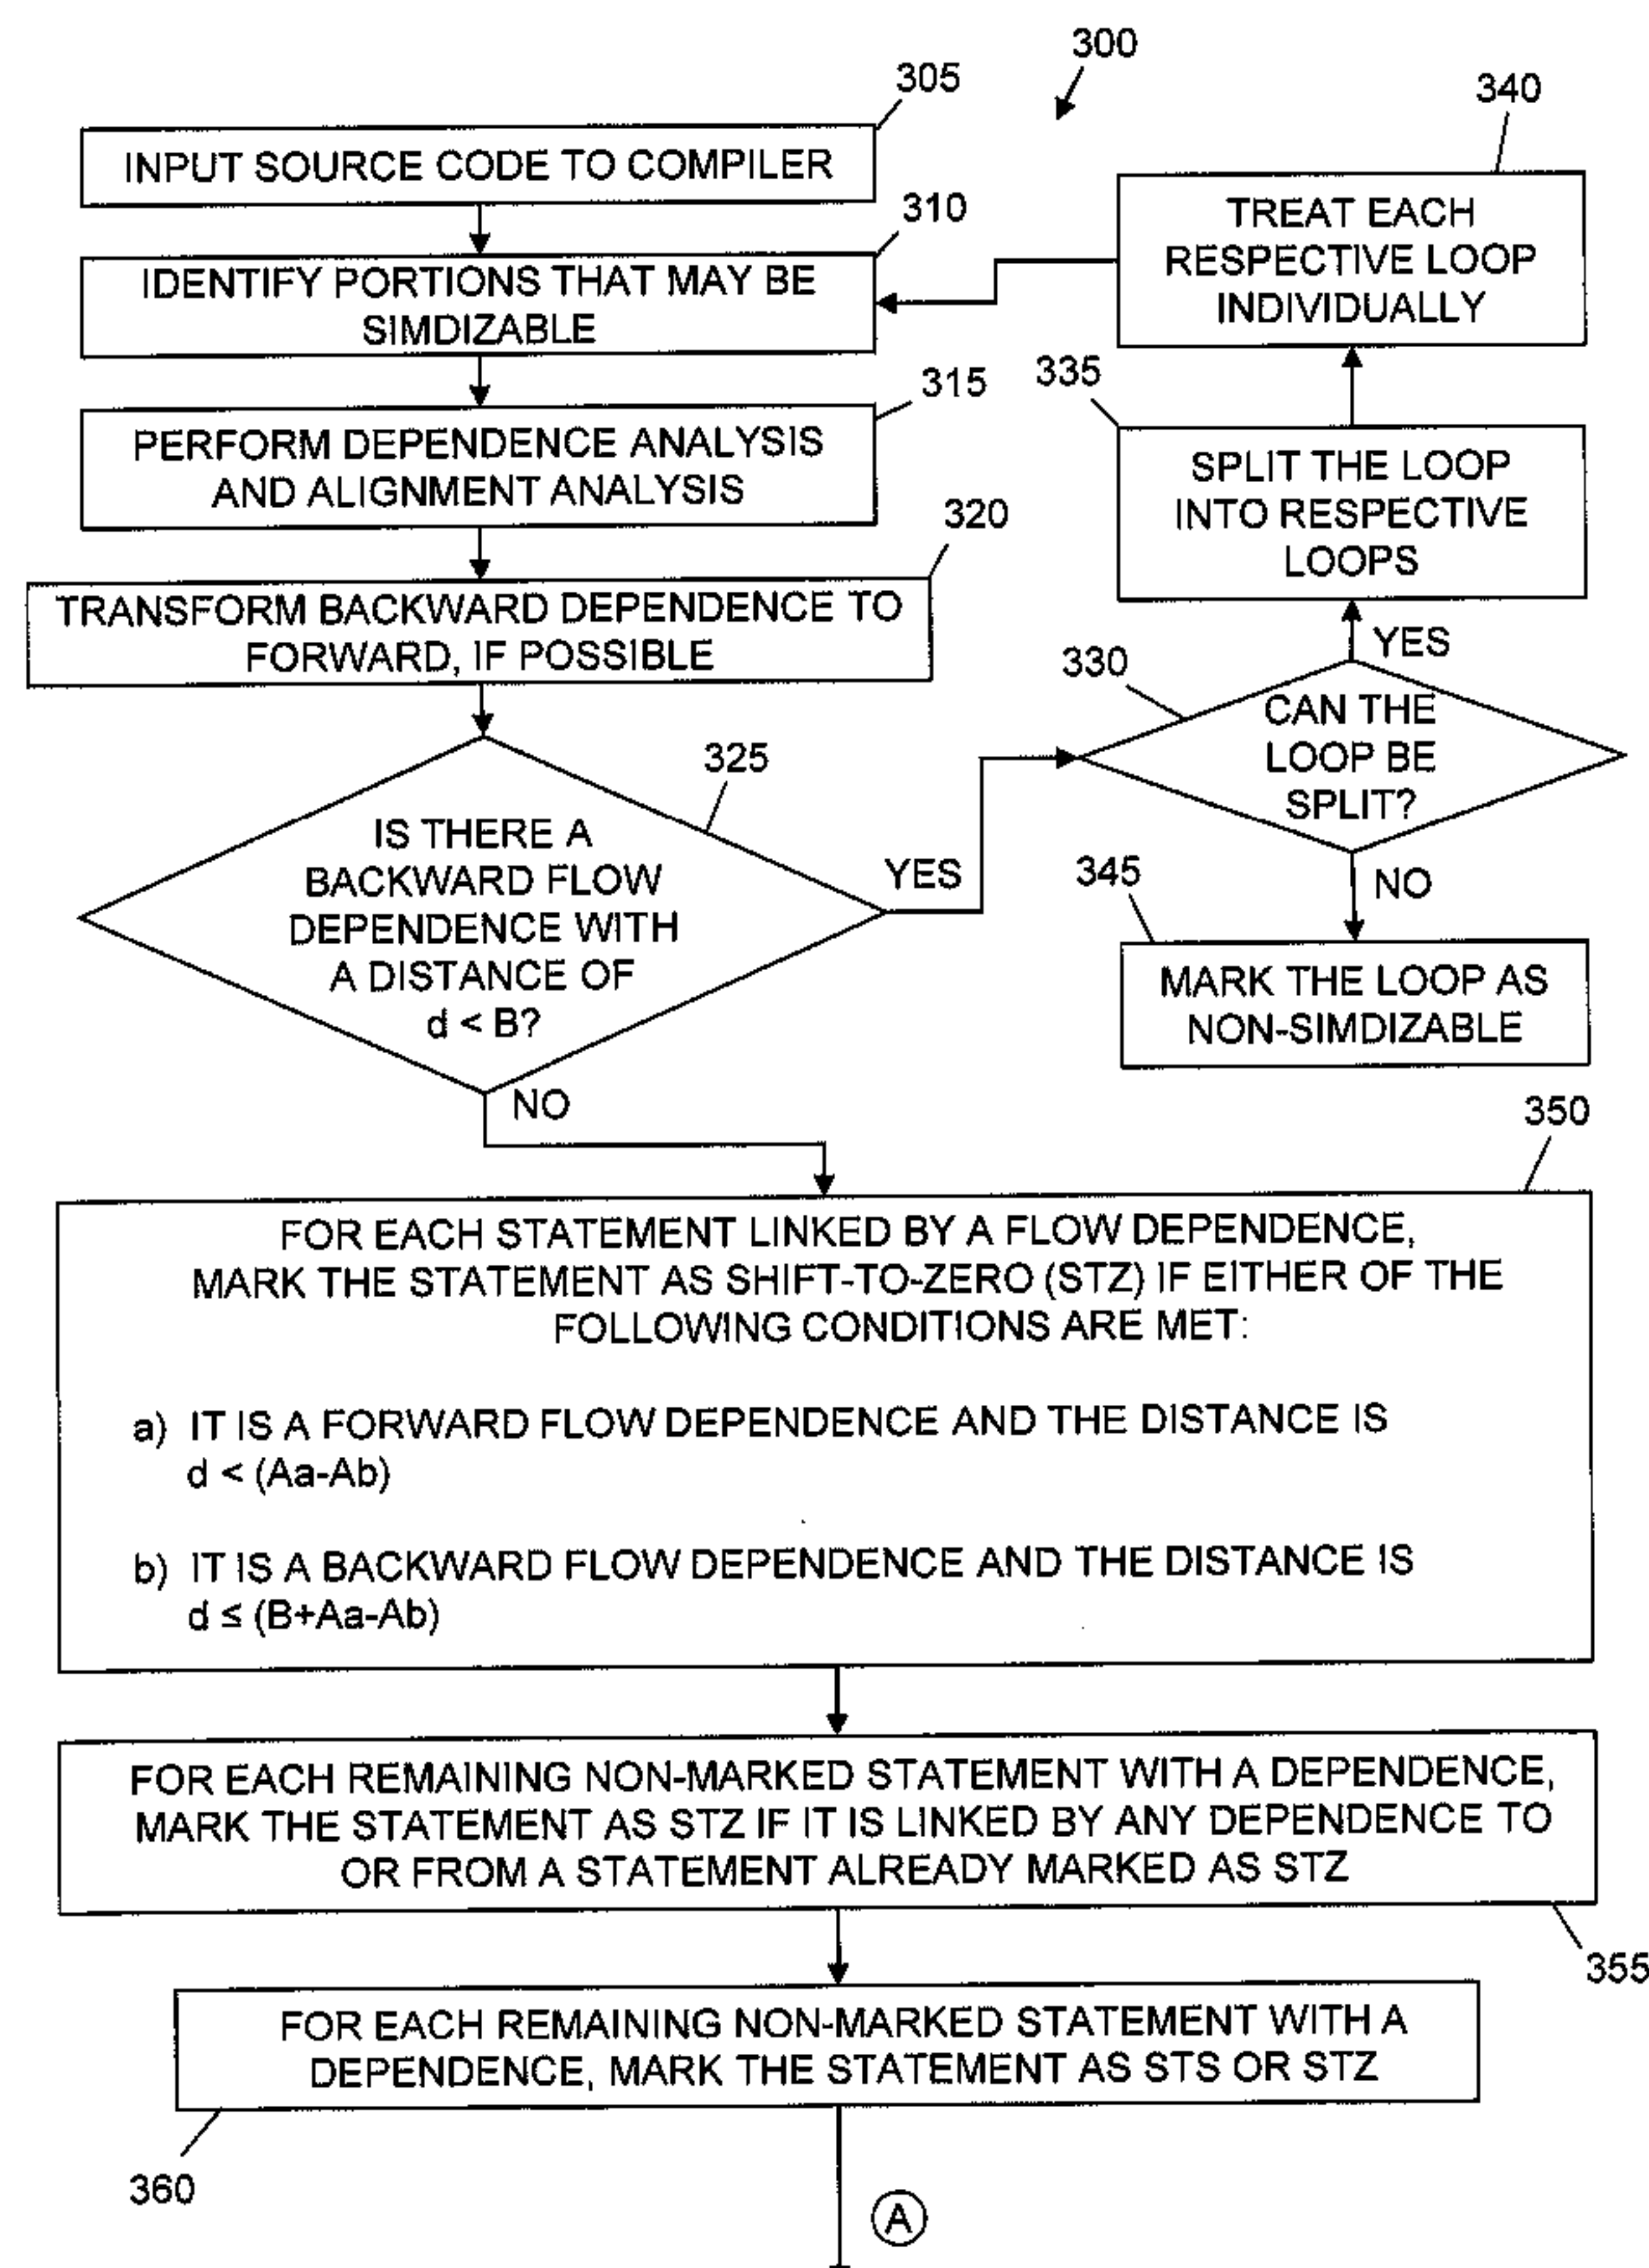 300
305
INPUT SOURCE CODE TO COMPILER
310
IDENTIFY PORTIONS THAT MAY BE
SIMDIZABLE
315
PERFORM DEPENDENCE ANALYSIS
AND ALIGNMENT ANALYSIS
320
TRANSFORM BACKWARD DEPENDENCE TO
FORWARD, IF POSSIBLE
325
IS THERE A
BACKWARD FLOW
DEPENDENCE WITH
A DISTANCE OF
d < B?
YES
NO
340
TREAT EACH
RESPECTIVE LOOP
INDIVIDUALLY
335
SPLIT THE LOOP
INTO RESPECTIVE
LOOPS
YES
330
CAN THE
LOOP BE
SPLIT?
NO
345
MARK THE LOOP AS
NON-SIMDIZABLE
350
FOR EACH STATEMENT LINKED BY A FLOW DEPENDENCE,
MARK THE STATEMENT AS SHIFT-TO-ZERO (STZ) IF EITHER OF THE
FOLLOWING CONDITIONS ARE MET:
a) IT IS A FORWARD FLOW DEPENDENCE AND THE DISTANCE IS
d < (Aa-Ab)
b) IT IS A BACKWARD FLOW DEPENDENCE AND THE DISTANCE IS
d ≤ (B+Aa-Ab)
FOR EACH REMAINING NON-MARKED STATEMENT WITH A DEPENDENCE,
MARK THE STATEMENT AS STZ IF IT IS LINKED BY ANY DEPENDENCE TO
OR FROM A STATEMENT ALREADY MARKED AS STZ
355
FOR EACH REMAINING NON-MARKED STATEMENT WITH A
DEPENDENCE, MARK THE STATEMENT AS STS OR STZ
360
A